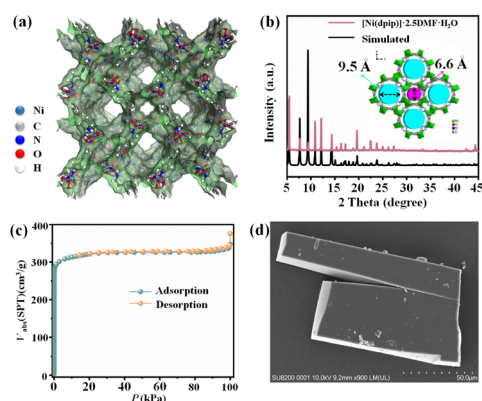 (a)
Ni
C
N
O
H
(b)
[Ni(dpip)]·2.5DMF·H₂O
Simulated
9.5 Å
6.6 Å
Intensity (a.u.)
5 10 15 20 25 30 35 40 45
2 Theta (degree)
(c)
400
300
200
100
0
V_abs(SPT)(cm³/g)
Adsorption
Desorption
0 20 40 60 80 100
P (kPa)
(d)
SU8200 0001 10.0kV 9.2mm x900 LM(UL)
50.0μm